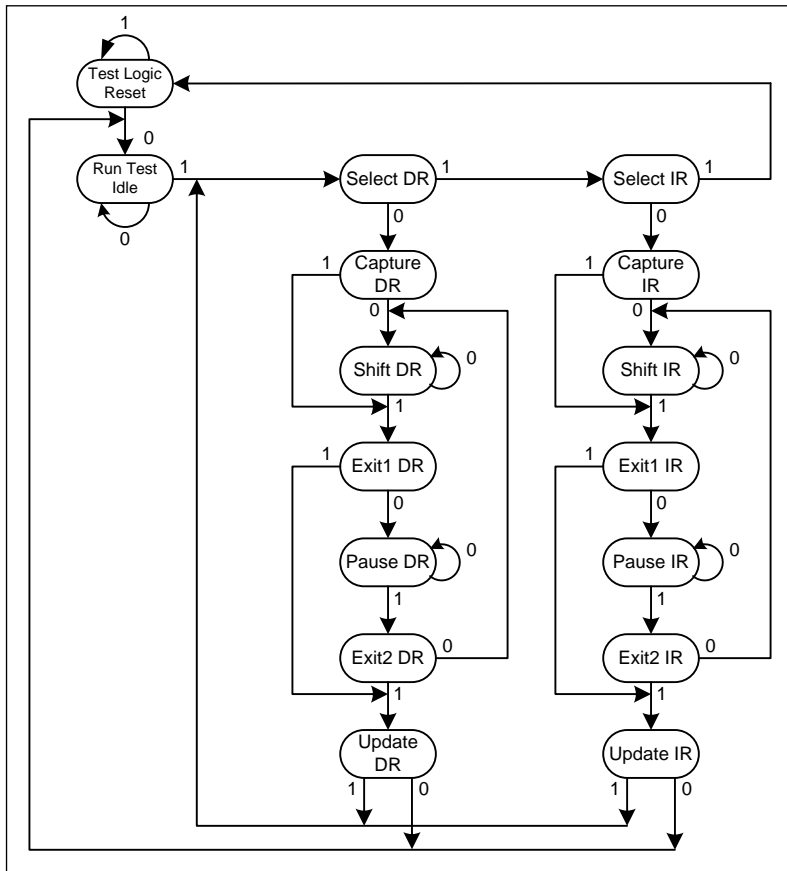 1
Test Logic
Reset
0
Run Test
Idle
1
0
Select DR
1
Select IR
1
0
0
Capture
DR
1
0
Capture
IR
1
0
Shift DR
0
1
Shift IR
0
1
1
Exit1 DR
0
1
Exit1 IR
0
Pause DR
0
1
Pause IR
0
1
Exit2 DR
0
1
Exit2 IR
0
1
Update
DR
1
0
Update IR
1
0